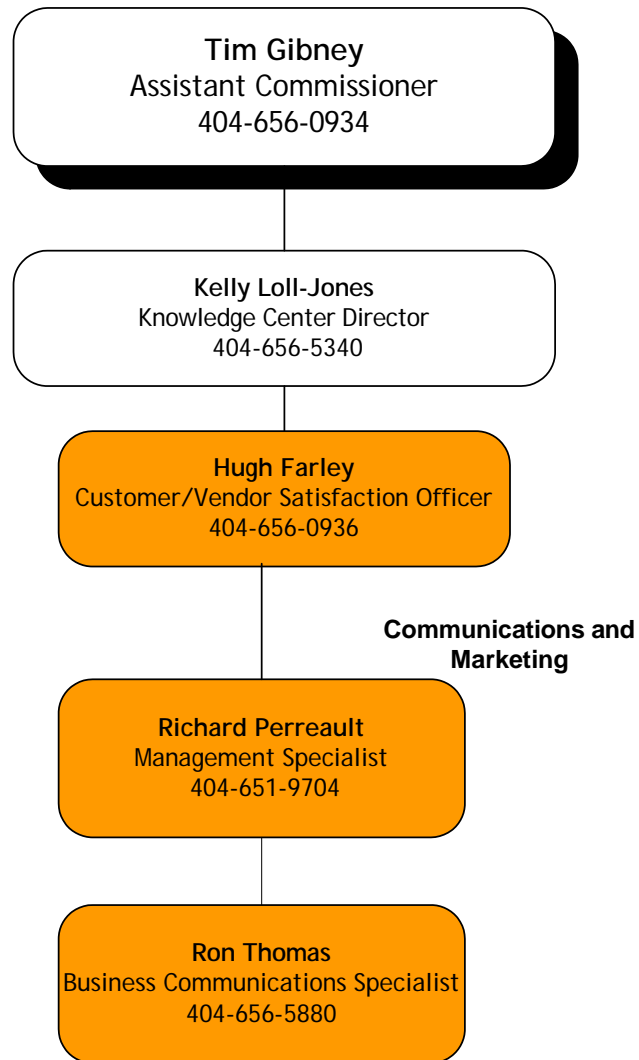 Tim Gibney
Assistant Commissioner
404-656-0934
Kelly Loll-Jones
Knowledge Center Director
404-656-5340
Hugh Farley
Customer/Vendor Satisfaction Officer
404-656-0936
Communications and
Marketing
Richard Perreault
Management Specialist
404-651-9704
Ron Thomas
Business Communications Specialist
404-656-5880